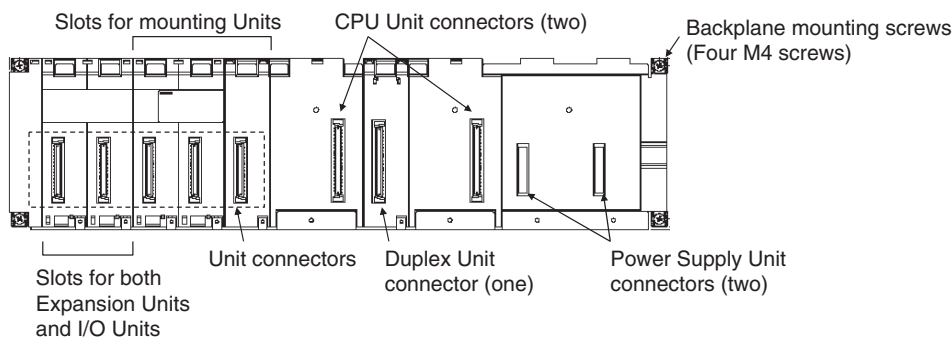 Slots for mounting Units
CPU Unit connectors (two)
Backplane mounting screws
(Four M4 screws)
Unit connectors
Duplex Unit
connector (one)
Power Supply Unit
connectors (two)
Slots for both
Expansion Units
and I/O Units